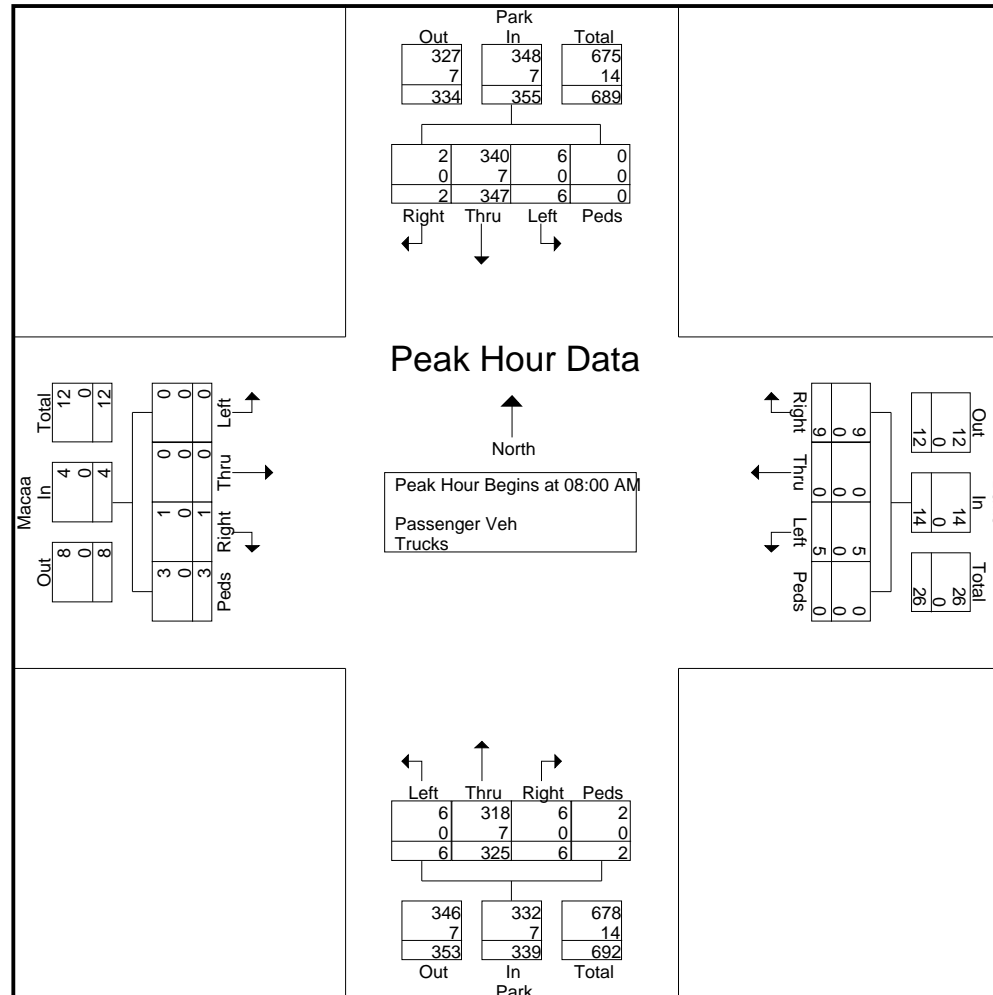 Park
Out In Total
327 348 675
7 7 14
334 355 689
2 340 6 0
0 7 0 0
2 347 6 0
Right Thru Left Peds
Peak Hour Data
North
Peak Hour Begins at 08:00 AM
Passenger Veh
Trucks
Macaa
Total In Out
12 4 8
0 0 0
12 4 8
0 0 1 3
0 0 0 0
0 0 1 3
Left Thru Right Peds
Out In Total
12 14 26
0 0 0
12 14 26
9 0 5 0
0 0 0 0
9 0 5 0
Right Thru Left Peds
Left Thru Right Peds
6 318 6 2
0 7 0 0
6 325 6 2
346 332 678
7 7 14
353 339 692
Out In Total
Park